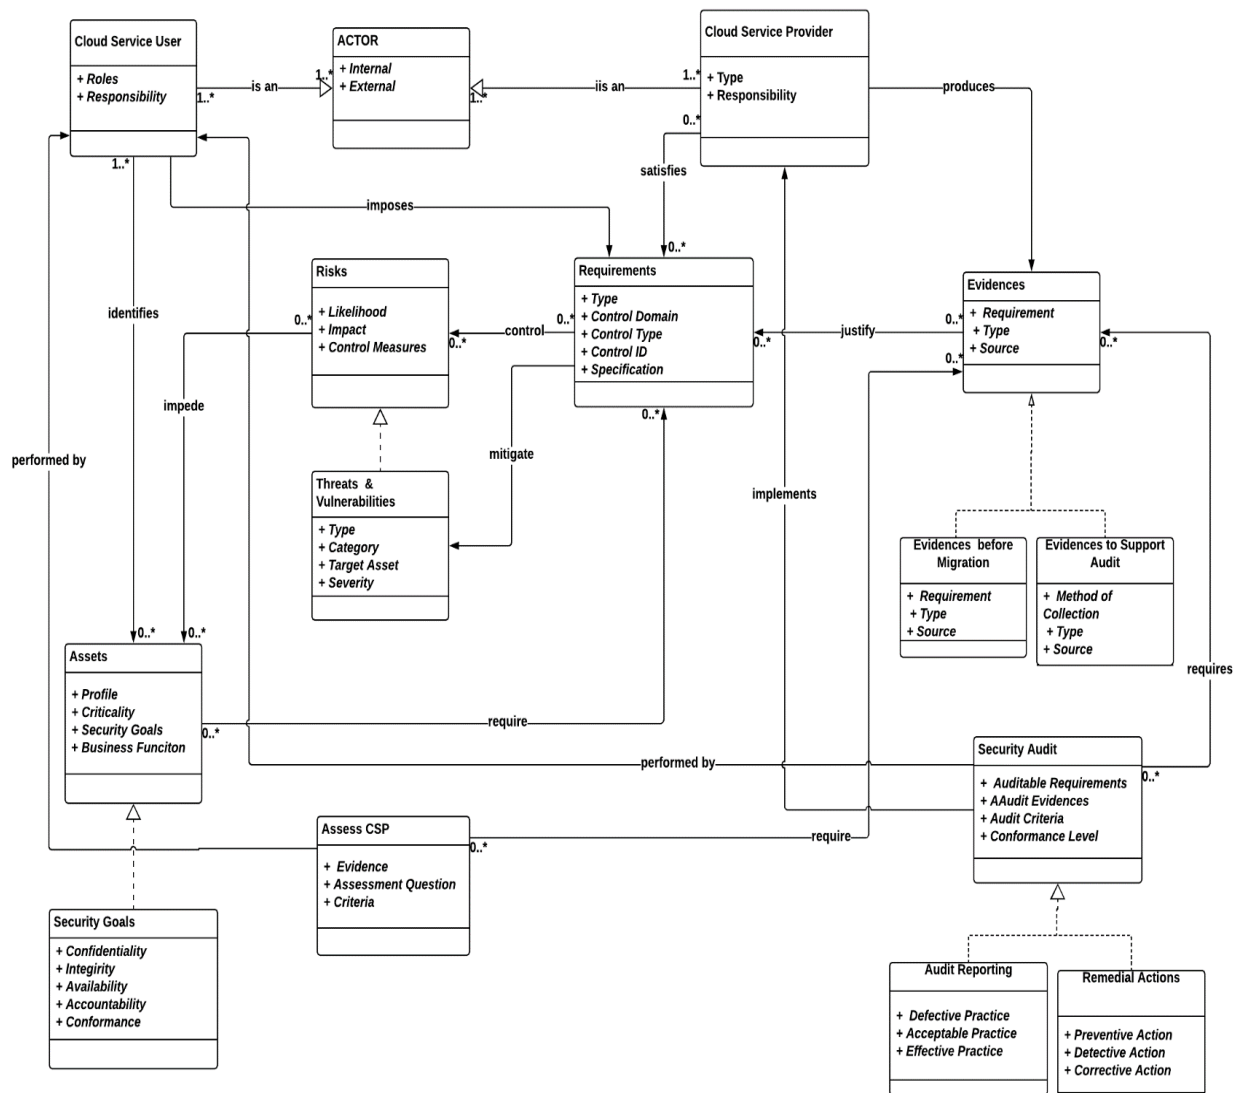 Cloud Service User
+ Roles
+ Responsibility
ACTOR
+ Internal
+ External
Cloud Service Provider
+ Type
+ Responsibility
is an
1..*
1..*
iis an
1..*
1..*
produces
0..*
satisfies
0..*
1..*
imposes
identifies
Risks
+ Likelihood
+ Impact
+ Control Measures
0..*
0..*
control
0..*
Requirements
+ Type
+ Control Domain
+ Control Type
+ Control ID
+ Specification
0..*
0..*
justify
0..*
0..*
0..*
Evidences
+ Requirement
+ Type
+ Source
impede
mitigate
performed by
implements
Threats &
Vulnerabilities
+ Type
+ Category
+ Target Asset
+ Severity
Evidences before
Migration
+ Requirement
+ Type
+ Source
Evidences to Support
Audit
+ Method of
Collection
+ Type
+ Source
requires
0..*
0..*
Assets
+ Profile
+ Criticality
+ Security Goals
+ Business Funciton
0..*
require
performed by
Security Audit
+ Auditable Requirements
+ AAudit Evidences
+ Audit Criteria
+ Conformance Level
0..*
Assess CSP
+ Evidence
+ Assessment Question
+ Criteria
0..*
require
Security Goals
+ Confidentiality
+ Integirity
+ Availability
+ Accountability
+ Conformance
Audit Reporting
+ Defective Practice
+ Acceptable Practice
+ Effective Practice
Remedial Actions
+ Preventive Action
+ Detective Action
+ Corrective Action